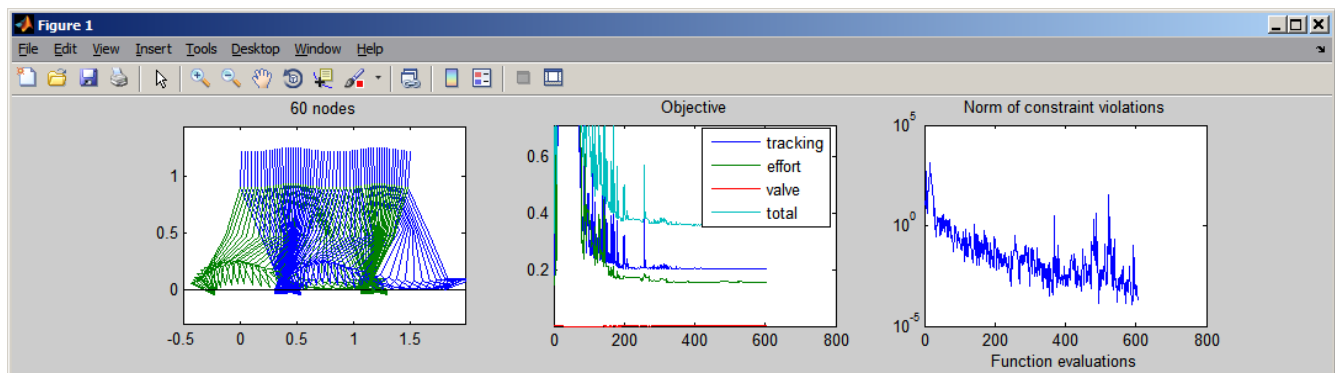 Figure 1
File Edit View Insert Tools Desktop Window Help
60 nodes
1
0.5
0
-0.5 0 0.5 1 1.5
Objective
0.6
0.4
0.2
0 200 400 600 800
tracking
effort
valve
total
Norm of constraint violations
10^5
10^0
10^-5
0 200 400 600 800
Function evaluations